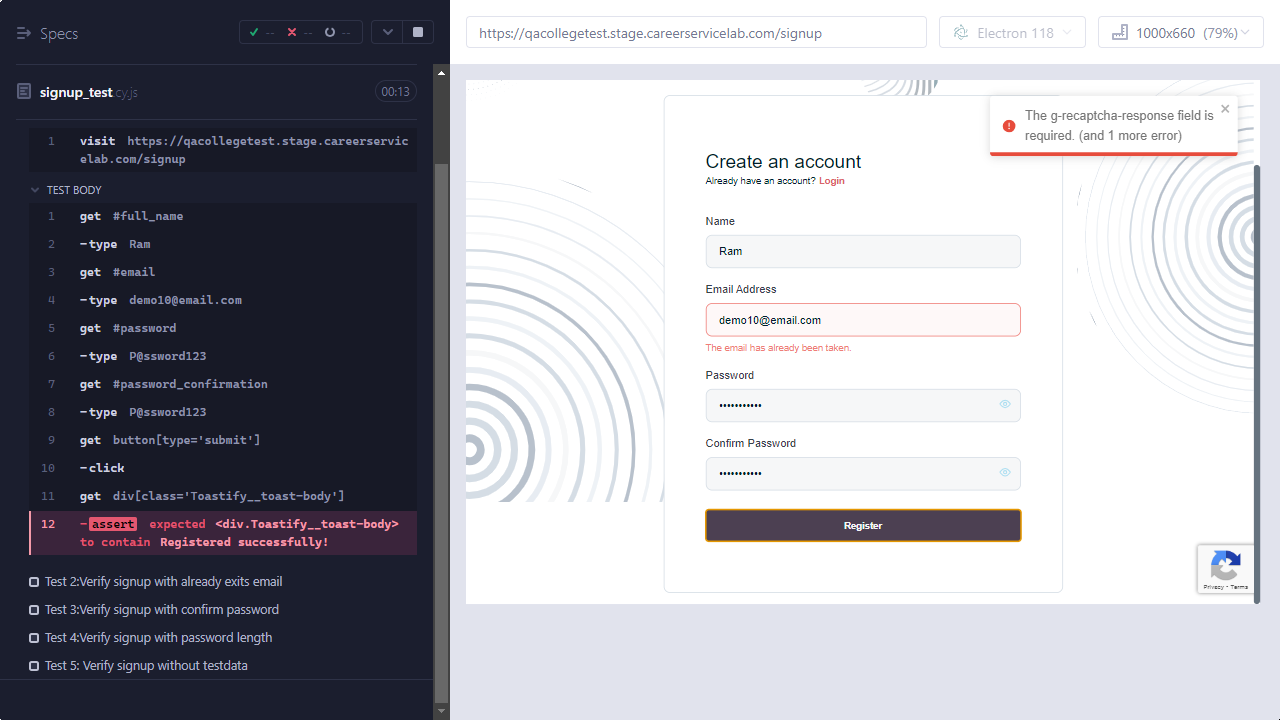 Specs
-- -- --
signup_test.cy.js 00:13
1 visit https://qacollegetest.stage.careerservic
elab.com/signup
TEST BODY
1 get #full_name
2 -type Ram
3 get #email
4 -type demo10@email.com
5 get #password
6 -type P@ssword123
7 get #password_confirmation
8 -type P@ssword123
9 get button[type='submit']
10 -click
11 get div[class='Toastify__toast-body']
12 -assert expected <div.Toastify__toast-body>
to contain Registered successfully!
Test 2:Verify signup with already exits email
Test 3:Verify signup with confirm password
Test 4:Verify signup with password length
Test 5: Verify signup without testdata
https://qacollegetest.stage.careerservicelab.com/signup
Electron 118
1000x660 (79%)
The g-recaptcha-response field is
required. (and 1 more error)
Create an account
Already have an account? Login
Name
Ram
Email Address
demo10@email.com
The email has already been taken.
Password
•••••••••••
Confirm Password
•••••••••••
Register
Privacy - Terms